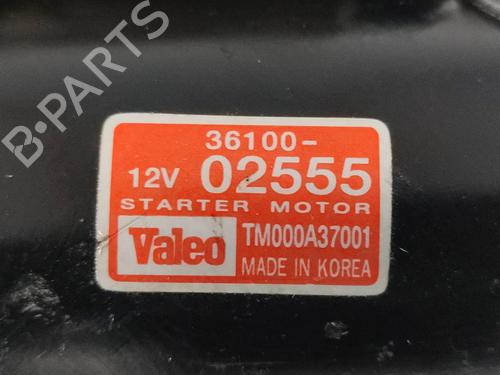 B-PARTS
36100-
12V 02555
STARTER MOTOR
Valeo TM000A37001
MADE IN KOREA